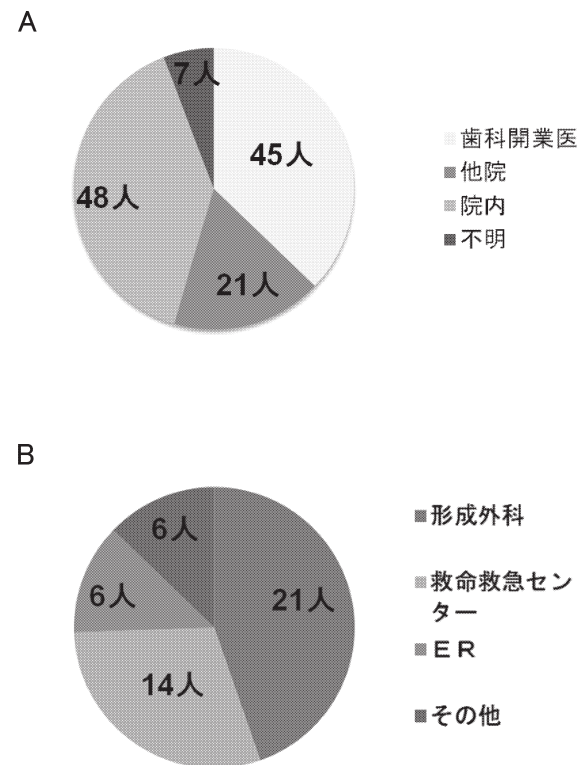 A
7人
45人
48人
21人
歯科開業医
他院
院内
不明
B
6人
21人
6人
14人
形成外科
救命救急セン
ター
ＥＲ
その他